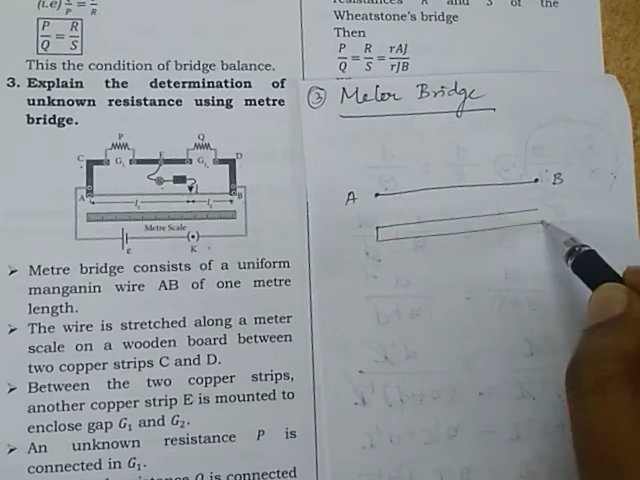 P/Q = R/S
This the condition of bridge balance.
3. Explain the determination of
unknown resistance using metre
bridge.
P Q
C G₁ E G₂ D
A J B
l₁ l₂
Metre Scale
ε K
➢ Metre bridge consists of a uniform
manganin wire AB of one metre
length.
➢ The wire is stretched along a meter
scale on a wooden board between
two copper strips C and D.
➢ Between the two copper strips,
another copper strip E is mounted to
enclose gap G₁ and G₂.
➢ An unknown resistance P is
connected in G₁.
Q is connected
of the
Wheatstone's bridge
Then
P/Q = R/S = rAJ/rJB
③ Meter Bridge
A B